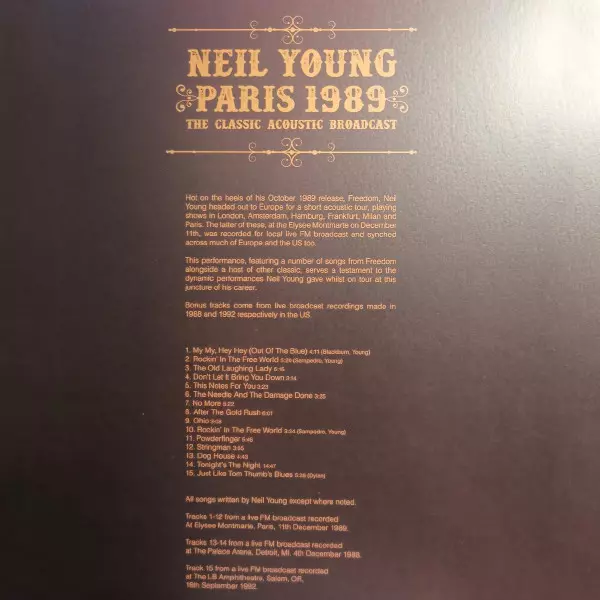 NEIL YOUNG
PARIS 1989
THE CLASSIC ACOUSTIC BROADCAST
Hot on the heels of his October 1989 release, Freedom, Neil
Young headed out to Europe for a short acoustic tour, playing
shows in London, Amsterdam, Hamburg, Frankfurt, Milan and
Paris. The latter of these, at the Elysee Montmarte on December
11th, was recorded for local live FM broadcast and synched
across much of Europe and the US too.
This performance, featuring a number of songs from Freedom
alongside a host of other classic, serves a testament to the
dynamic performances Neil Young gave whilst on tour at this
juncture of his career.
Bonus tracks come from live broadcast recordings made in
1988 and 1992 respectively in the US.
1. My My, Hey Hey (Out Of The Blue) 4:11 (Blackburn, Young)
2. Rockin' In The Free World (Sampedro, Young)
3. The Old Laughing Lady
4. Don't Let It Bring You Down
5. This Notes For You 3:23
6. The Needle And The Damage Done 3:25
7. No More
8. After The Gold Rush
9. Ohio
10. Rockin' In The Free World (Sampedro, Young)
11. Powderfinger
12. Stringman
13. Dog House 4:43
14. Tonight's The Night 14:47
15. Just Like Tom Thumb's Blues (Dylan)
All songs written by Neil Young except where noted.
Tracks 1-12 from a live FM broadcast recorded
At Elysee Montmarte, Paris, 11th December 1989.
Tracks 13-14 from a live FM broadcast recorded
at The Palace Arena, Detroit, MI. 4th December 1988.
Track 15 from a live FM broadcast recorded
at The LB Amphitheatre, Salem, OR,
18th September 1992.